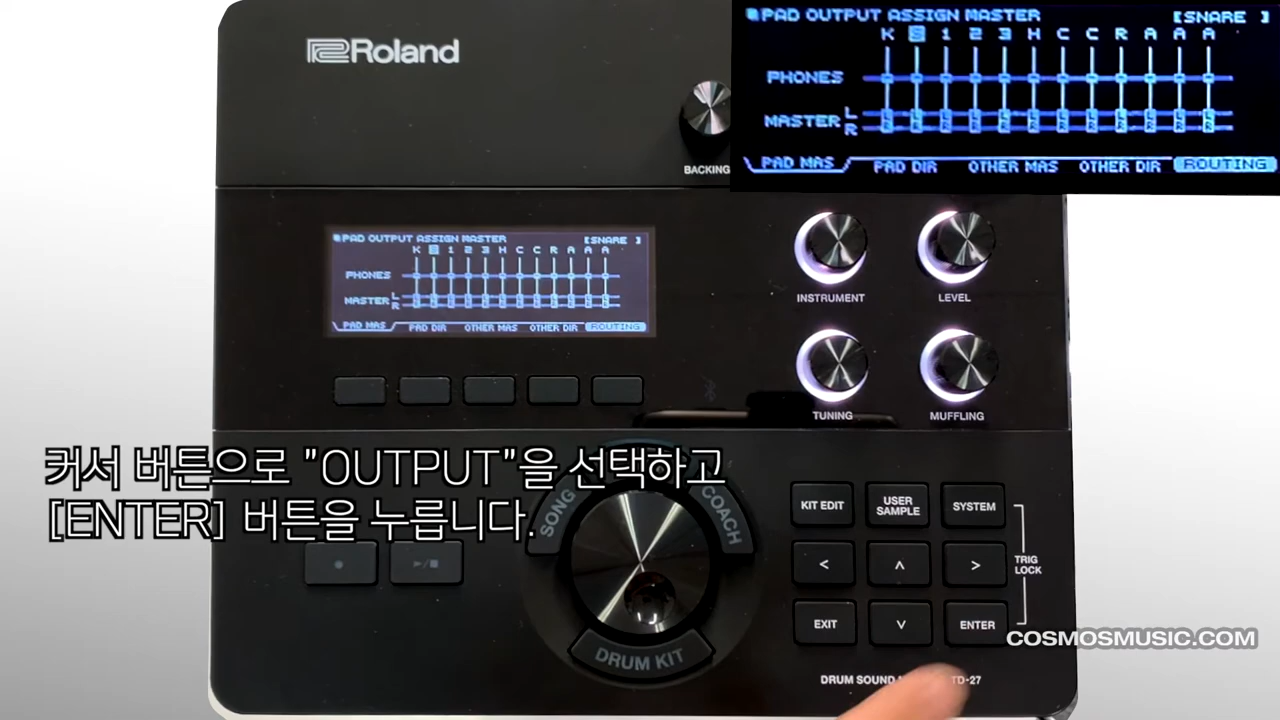 Roland
PAD OUTPUT ASSIGN MASTER [SNARE ]
K S 1 2 3 H C C R A A A
PHONES
MASTER L
R
PAD MAS PAD DIR OTHER MAS OTHER DIR ROUTING
BACKING
PAD OUTPUT ASSIGN MASTER [SNARE ]
K S 1 2 3 H C C R A A A
PHONES
MASTER L
R
PAD MAS PAD DIR OTHER MAS OTHER DIR ROUTING
INSTRUMENT LEVEL
TUNING MUFFLING
커서 버튼으로 "OUTPUT"을 선택하고
[ENTER] 버튼을 누릅니다.
SONG COACH
DRUM KIT
KIT EDIT USER SAMPLE SYSTEM
< ∧ >
TRIG
LOCK
EXIT ∨ ENTER
COSMOSMUSIC.COM
DRUM SOUND TD-27